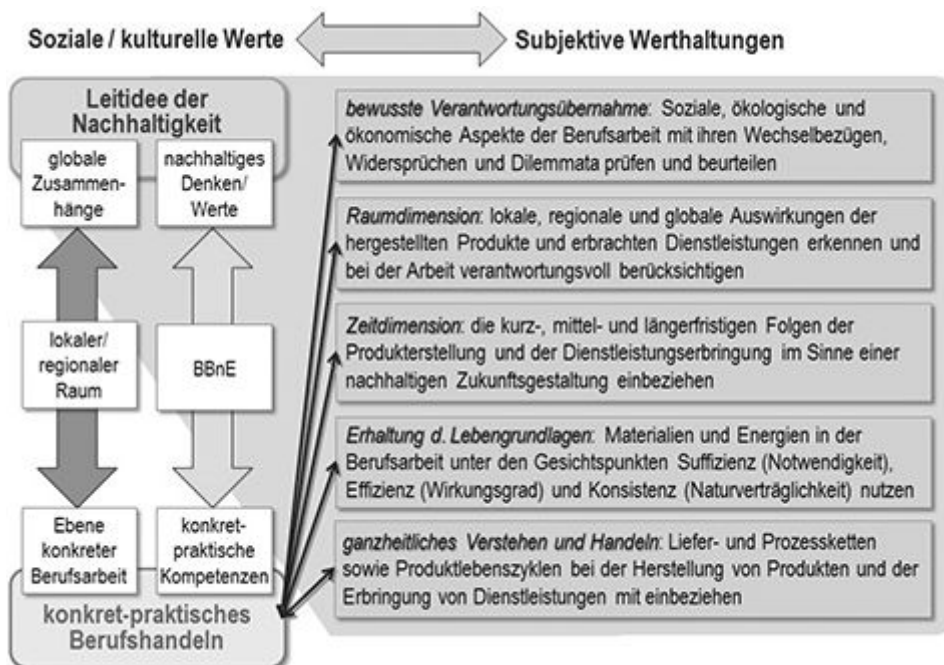 Soziale / kulturelle Werte
Subjektive Werthaltungen
Leitidee der
Nachhaltigkeit
globale
Zusammen-
hänge
nachhaltiges
Denken/
Werte
lokaler/
regionaler
Raum
BBnE
Ebene
konkreter
Berufsarbeit
konkret-
praktische
Kompetenzen
konkret-praktisches
Berufshandeln
bewusste Verantwortungsübernahme: Soziale, ökologische und
ökonomische Aspekte der Berufsarbeit mit ihren Wechselbezügen,
Widersprüchen und Dilemmata prüfen und beurteilen
Raumdimension: lokale, regionale und globale Auswirkungen der
hergestellten Produkte und erbrachten Dienstleistungen erkennen und
bei der Arbeit verantwortungsvoll berücksichtigen
Zeitdimension: die kurz-, mittel- und längerfristigen Folgen der
Produkterstellung und der Dienstleistungserbringung im Sinne einer
nachhaltigen Zukunftsgestaltung einbeziehen
Erhaltung d. Lebengrundlagen: Materialien und Energien in der
Berufsarbeit unter den Gesichtspunkten Suffizienz (Notwendigkeit),
Effizienz (Wirkungsgrad) und Konsistenz (Naturverträglichkeit) nutzen
ganzheitliches Verstehen und Handeln: Liefer- und Prozessketten
sowie Produktlebenszyklen bei der Herstellung von Produkten und der
Erbringung von Dienstleistungen mit einbeziehen